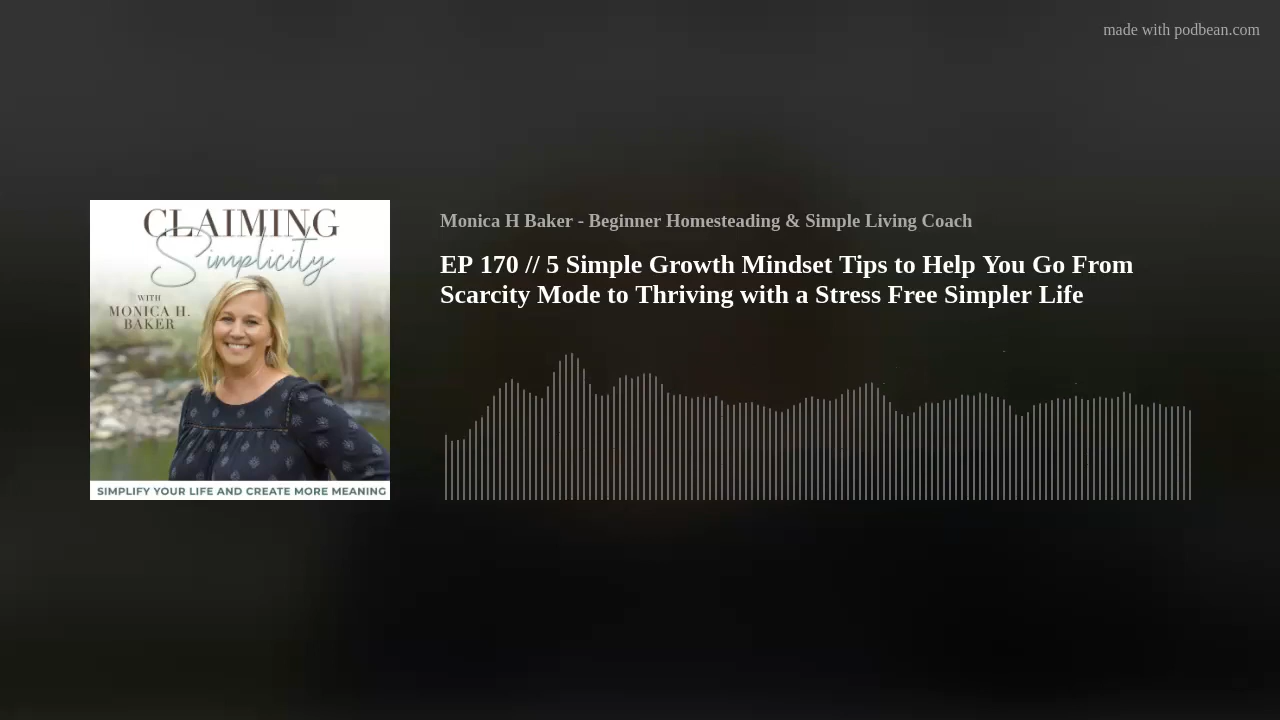 made with podbean.com
CLAIMING
Simplicity
WITH
MONICA H.
BAKER
SIMPLIFY YOUR LIFE AND CREATE MORE MEANING
Monica H Baker - Beginner Homesteading & Simple Living Coach
EP 170 // 5 Simple Growth Mindset Tips to Help You Go From
Scarcity Mode to Thriving with a Stress Free Simpler Life